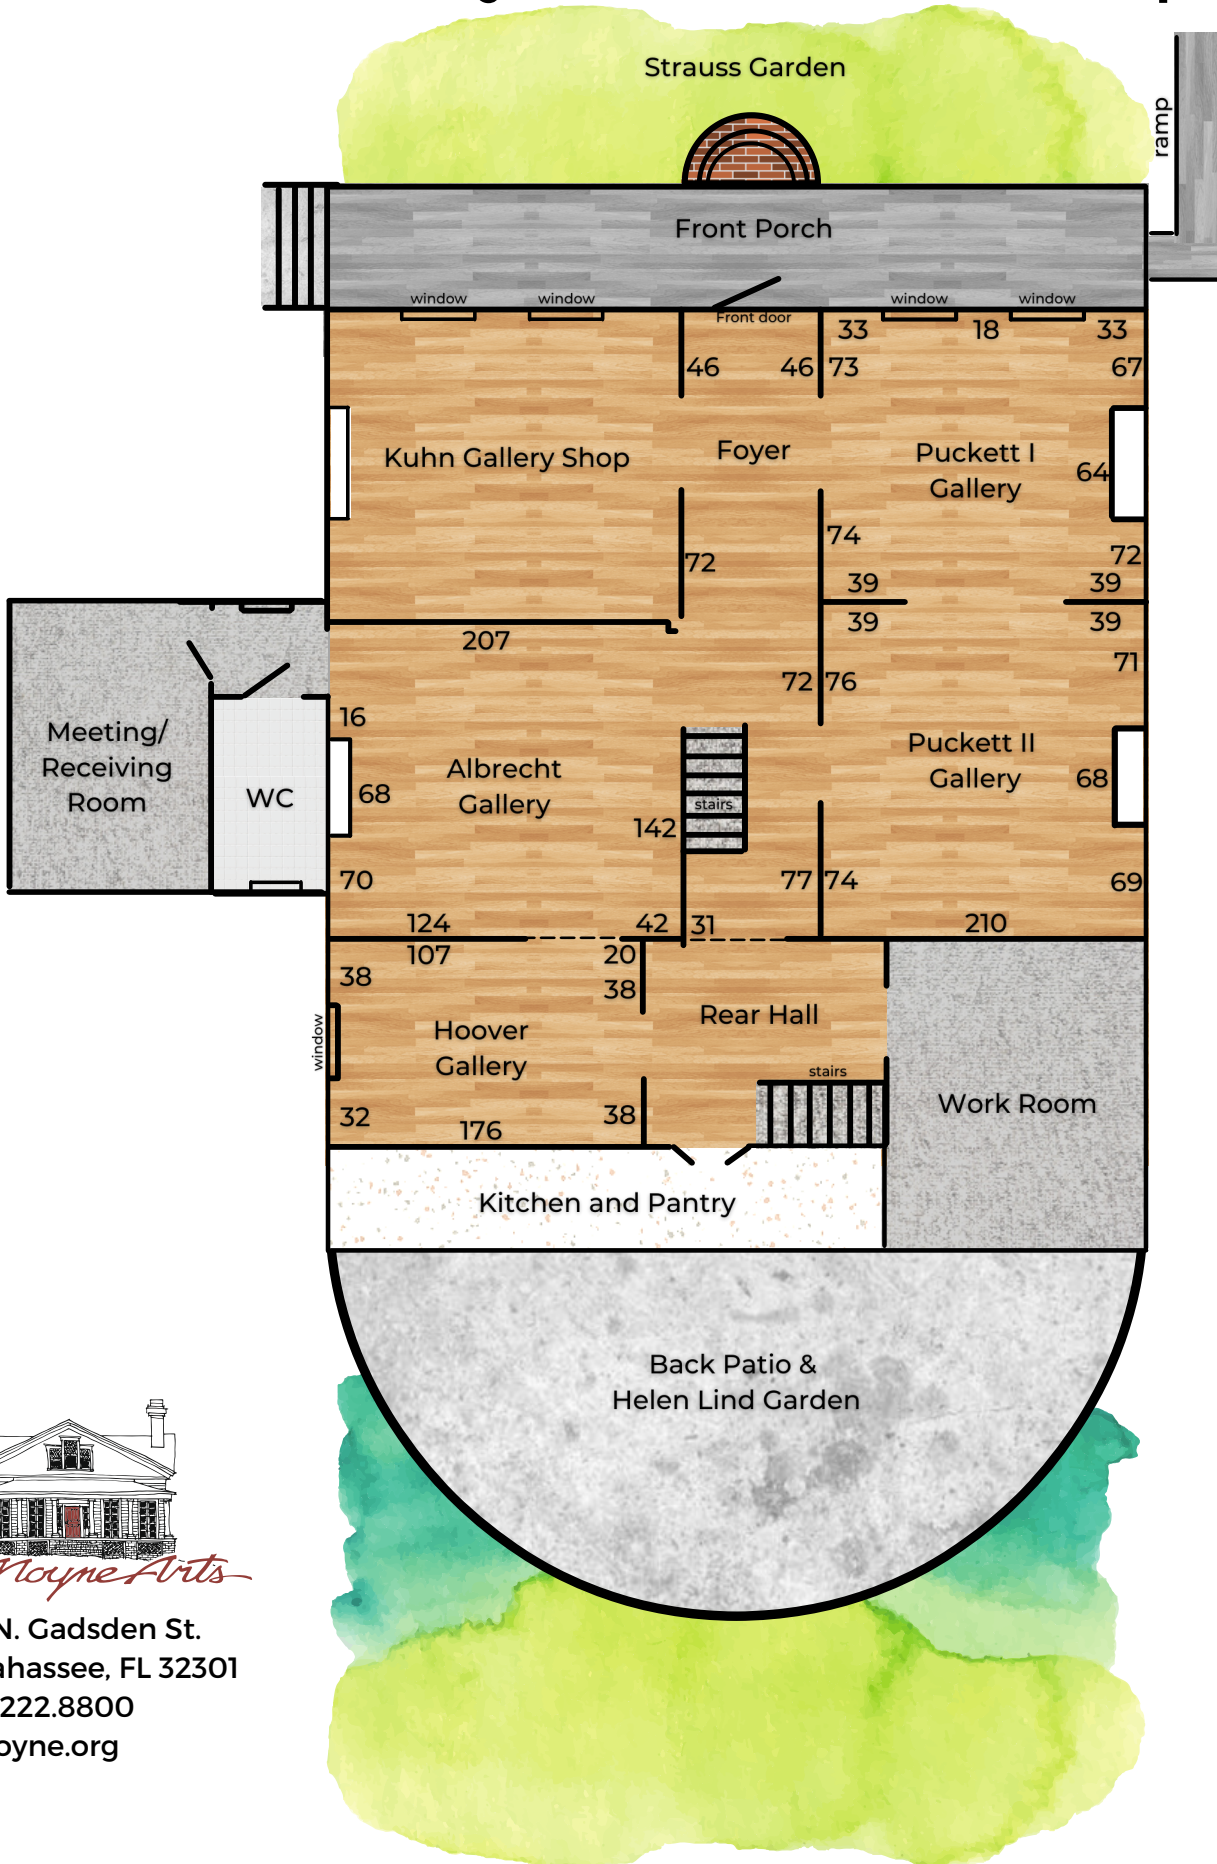 Strauss Garden
ramp
Front Porch
window
window
window
window
Front door
33
18
33
46
46
73
67
Kuhn Gallery Shop
Foyer
Puckett I
Gallery
64
74
72
72
39
39
207
39
39
71
72
76
16
Meeting/
Receiving
Room
WC
68
Albrecht
Gallery
stairs
142
Puckett II
Gallery
68
70
77
74
69
124
42
31
210
107
20
38
38
Rear Hall
window
Hoover
Gallery
stairs
Work Room
32
176
38
Kitchen and Pantry
Back Patio &
Helen Lind Garden
Moyne Arts
N. Gadsden St.
ahassee, FL 32301
222.8800
oyne.org